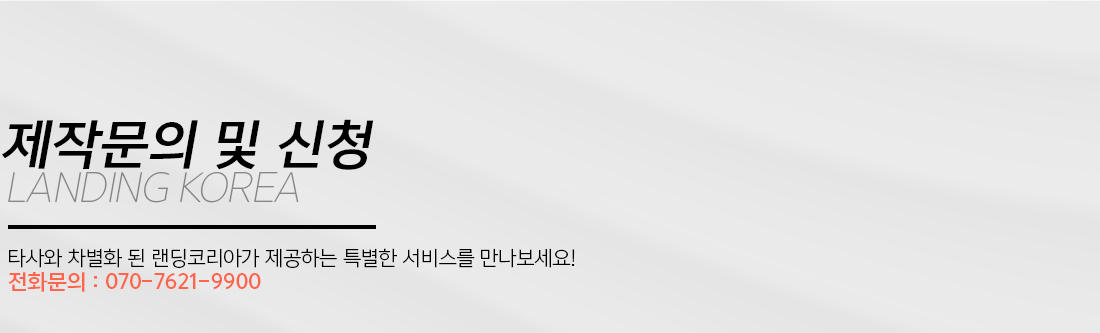 제작문의 및 신청
LANDING KOREA
타사와 차별화 된 랜딩코리아가 제공하는 특별한 서비스를 만나보세요!
전화문의 : 070-7621-9900